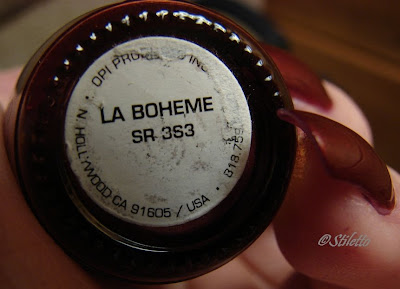 OPI PRODUCTS INC
LA BOHEME
SR 3S3
N HOLLYWOOD, CA 91605 / USA • 818.759
©Stiletto